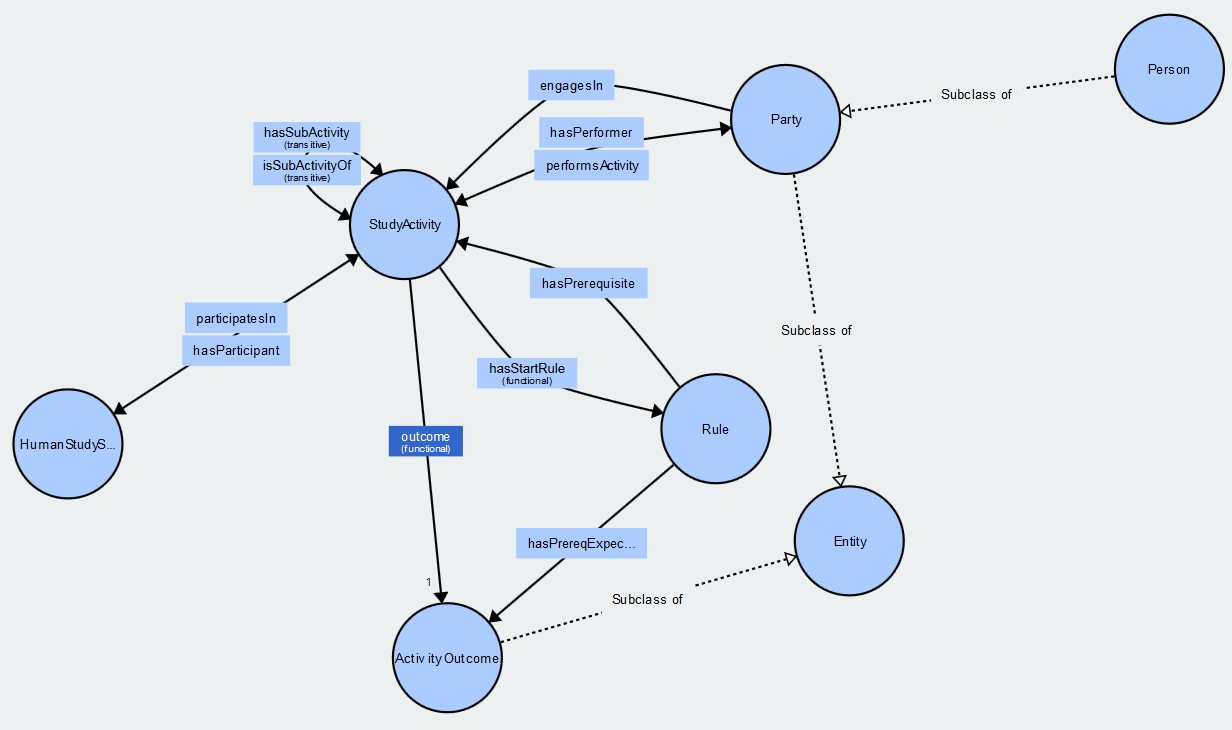 Person
Subclass of
engagesIn
Party
hasPerformer
hasSubActivity
(transitive)
isSubActivityOf
(transitive)
performsActivity
StudyActivity
hasPrerequisite
participatesIn
Subclass of
hasParticipant
hasStartRule
(functional)
Rule
outcome
(functional)
HumanStudyS...
hasPrereqExpec...
Entity
1
Subclass of
ActivityOutcome